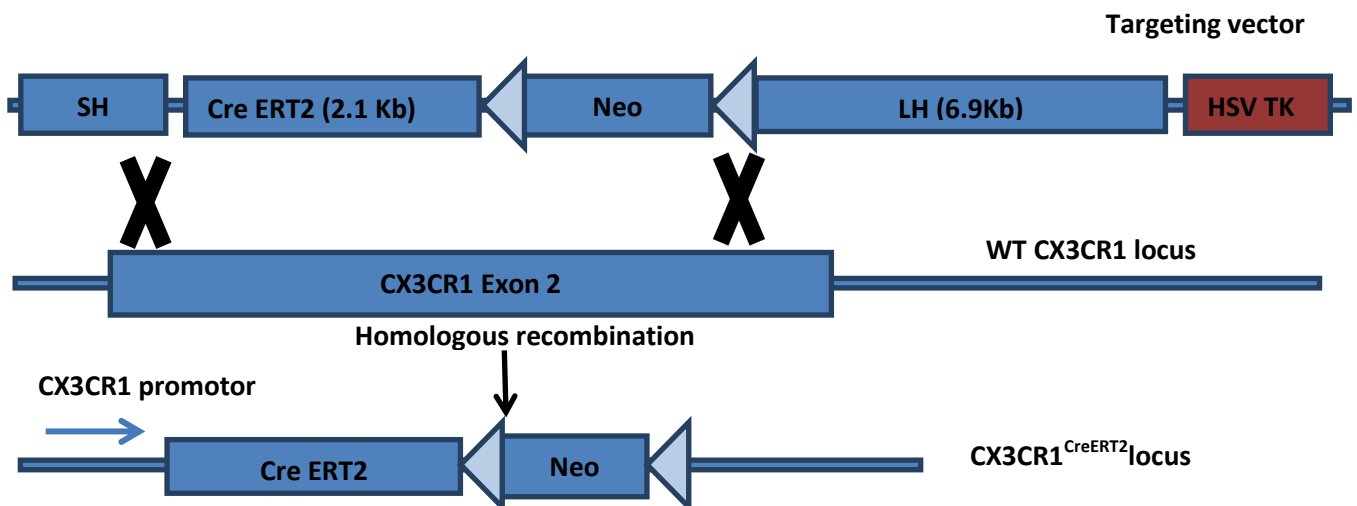 Targeting vector
SH
Cre ERT2 (2.1 Kb)
Neo
LH (6.9Kb)
HSV TK
WT CX3CR1 locus
CX3CR1 Exon 2
Homologous recombination
CX3CR1 promotor
Cre ERT2
Neo
CX3CR1CreERT2locus